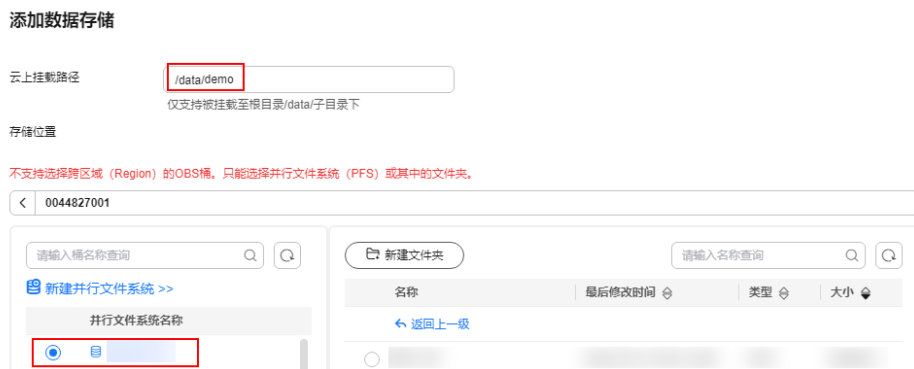 添加数据存储
云上挂载路径
/data/demo
仅支持被挂载至根目录/data/子目录下
存储位置
不支持选择跨区域（Region）的OBS桶。只能选择并行文件系统（PFS）或其中的文件夹。
0044827001
请输入桶名称查询
新建并行文件系统 >>
并行文件系统名称
新建文件夹
请输入名称查询
名称 最后修改时间 类型 大小
返回上一级